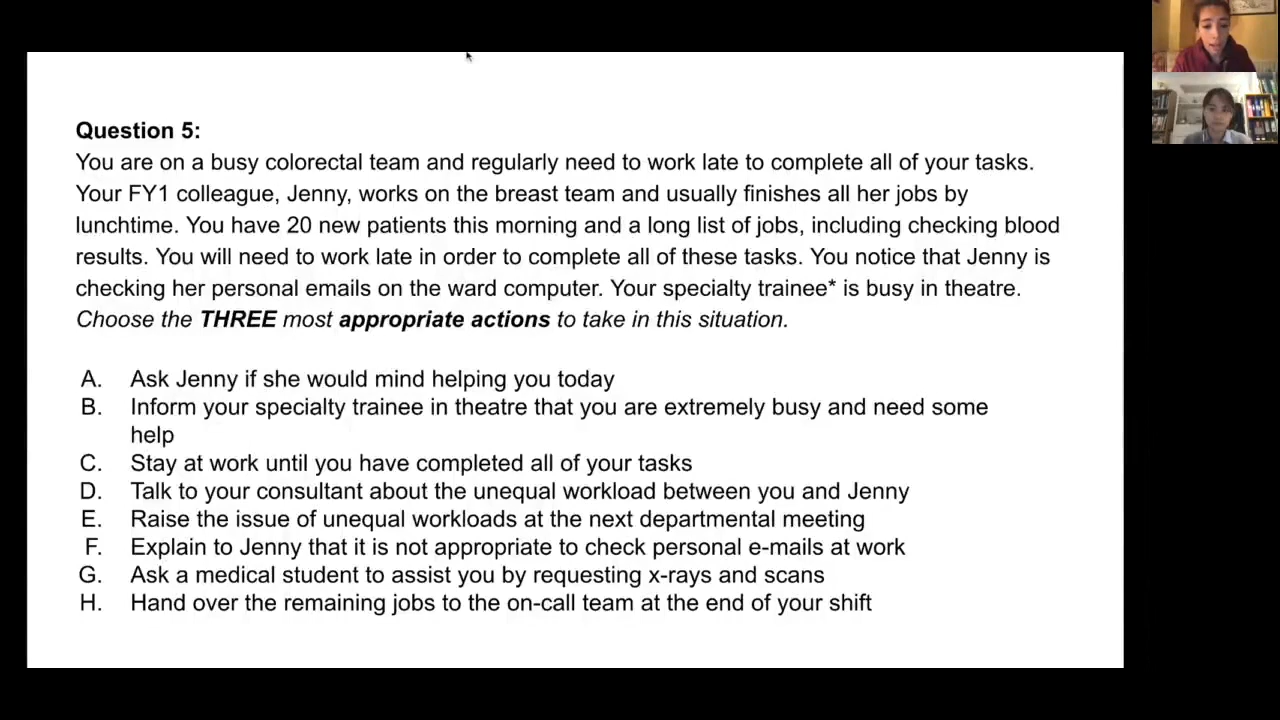 Question 5:
You are on a busy colorectal team and regularly need to work late to complete all of your tasks.
Your FY1 colleague, Jenny, works on the breast team and usually finishes all her jobs by
lunchtime. You have 20 new patients this morning and a long list of jobs, including checking blood
results. You will need to work late in order to complete all of these tasks. You notice that Jenny is
checking her personal emails on the ward computer. Your specialty trainee* is busy in theatre.
Choose the THREE most appropriate actions to take in this situation.
A. Ask Jenny if she would mind helping you today
B. Inform your specialty trainee in theatre that you are extremely busy and need some
help
C. Stay at work until you have completed all of your tasks
D. Talk to your consultant about the unequal workload between you and Jenny
E. Raise the issue of unequal workloads at the next departmental meeting
F. Explain to Jenny that it is not appropriate to check personal e-mails at work
G. Ask a medical student to assist you by requesting x-rays and scans
H. Hand over the remaining jobs to the on-call team at the end of your shift